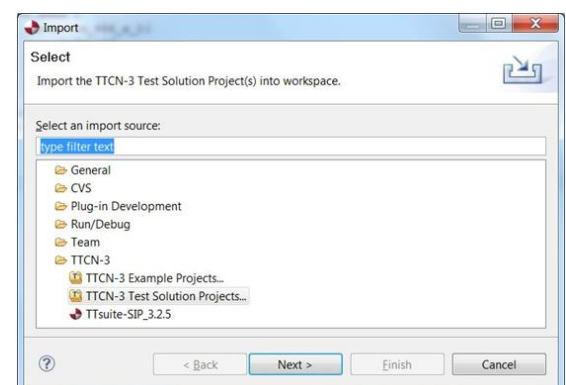 Import
Select
Import the TTCN-3 Test Solution Project(s) into workspace.
Select an import source:
type filter text
General
CVS
Plug-in Development
Run/Debug
Team
TTCN-3
TTCN-3 Example Projects...
TTCN-3 Test Solution Projects...
TTsuite-SIP_3.2.5
?
< Back
Next >
Finish
Cancel